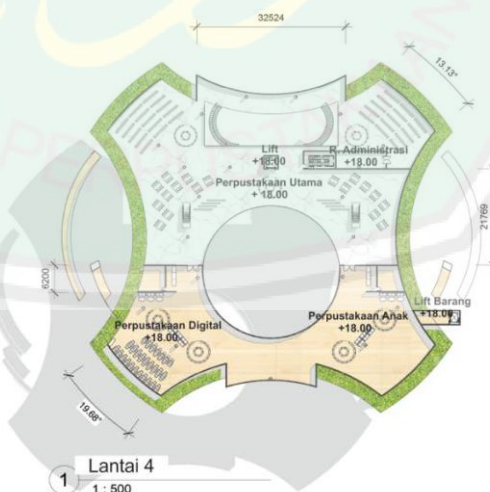 32524
13.13°
Lift
+18.00
R. Administrasi
+18.00
Perpustakaan Utama
+ 18.00
21769
6200
Lift Barang
+18.00
Perpustakaan Digital
+18.00
Perpustakaan Anak
+18.00
19.68°
1
Lantai 4
1 : 500